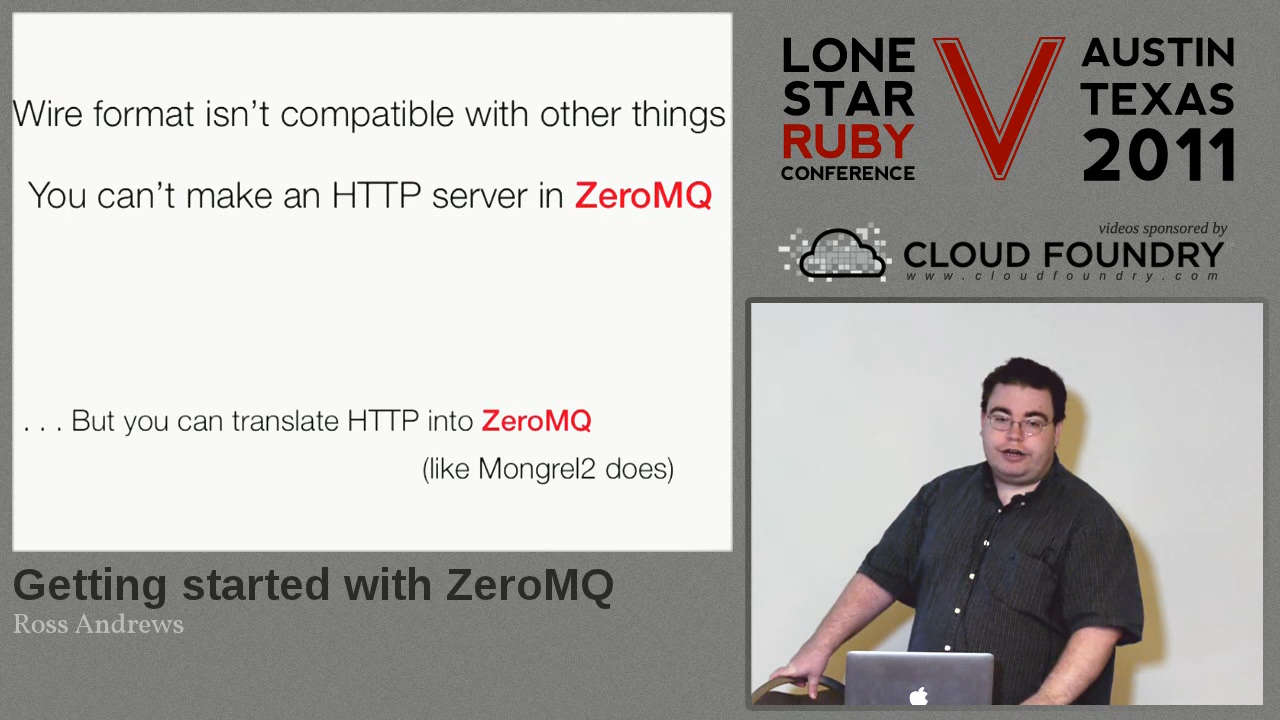 Wire format isn't compatible with other things
You can't make an HTTP server in ZeroMQ
. . . But you can translate HTTP into ZeroMQ
(like Mongrel2 does)
Getting started with ZeroMQ
Ross Andrews
LONE
STAR
RUBY
CONFERENCE
V
AUSTIN
TEXAS
2011
videos sponsored by
CLOUD FOUNDRY
www.cloudfoundry.com